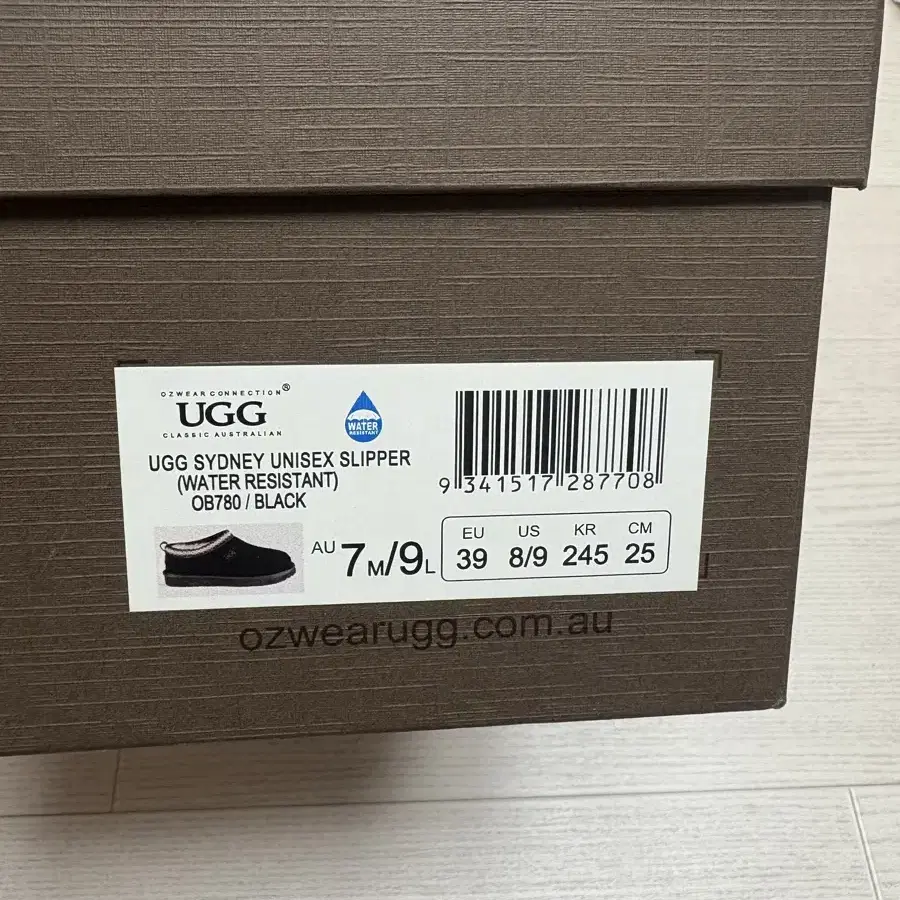 OZWEAR CONNECTION®
UGG
CLASSIC AUSTRALIAN
WATER
RESISTANT
UGG SYDNEY UNISEX SLIPPER
(WATER RESISTANT)
OB780 / BLACK
9 341517 287708
AU 7M/9L
EU US KR CM
39 8/9 245 25
ozwearugg.com.au